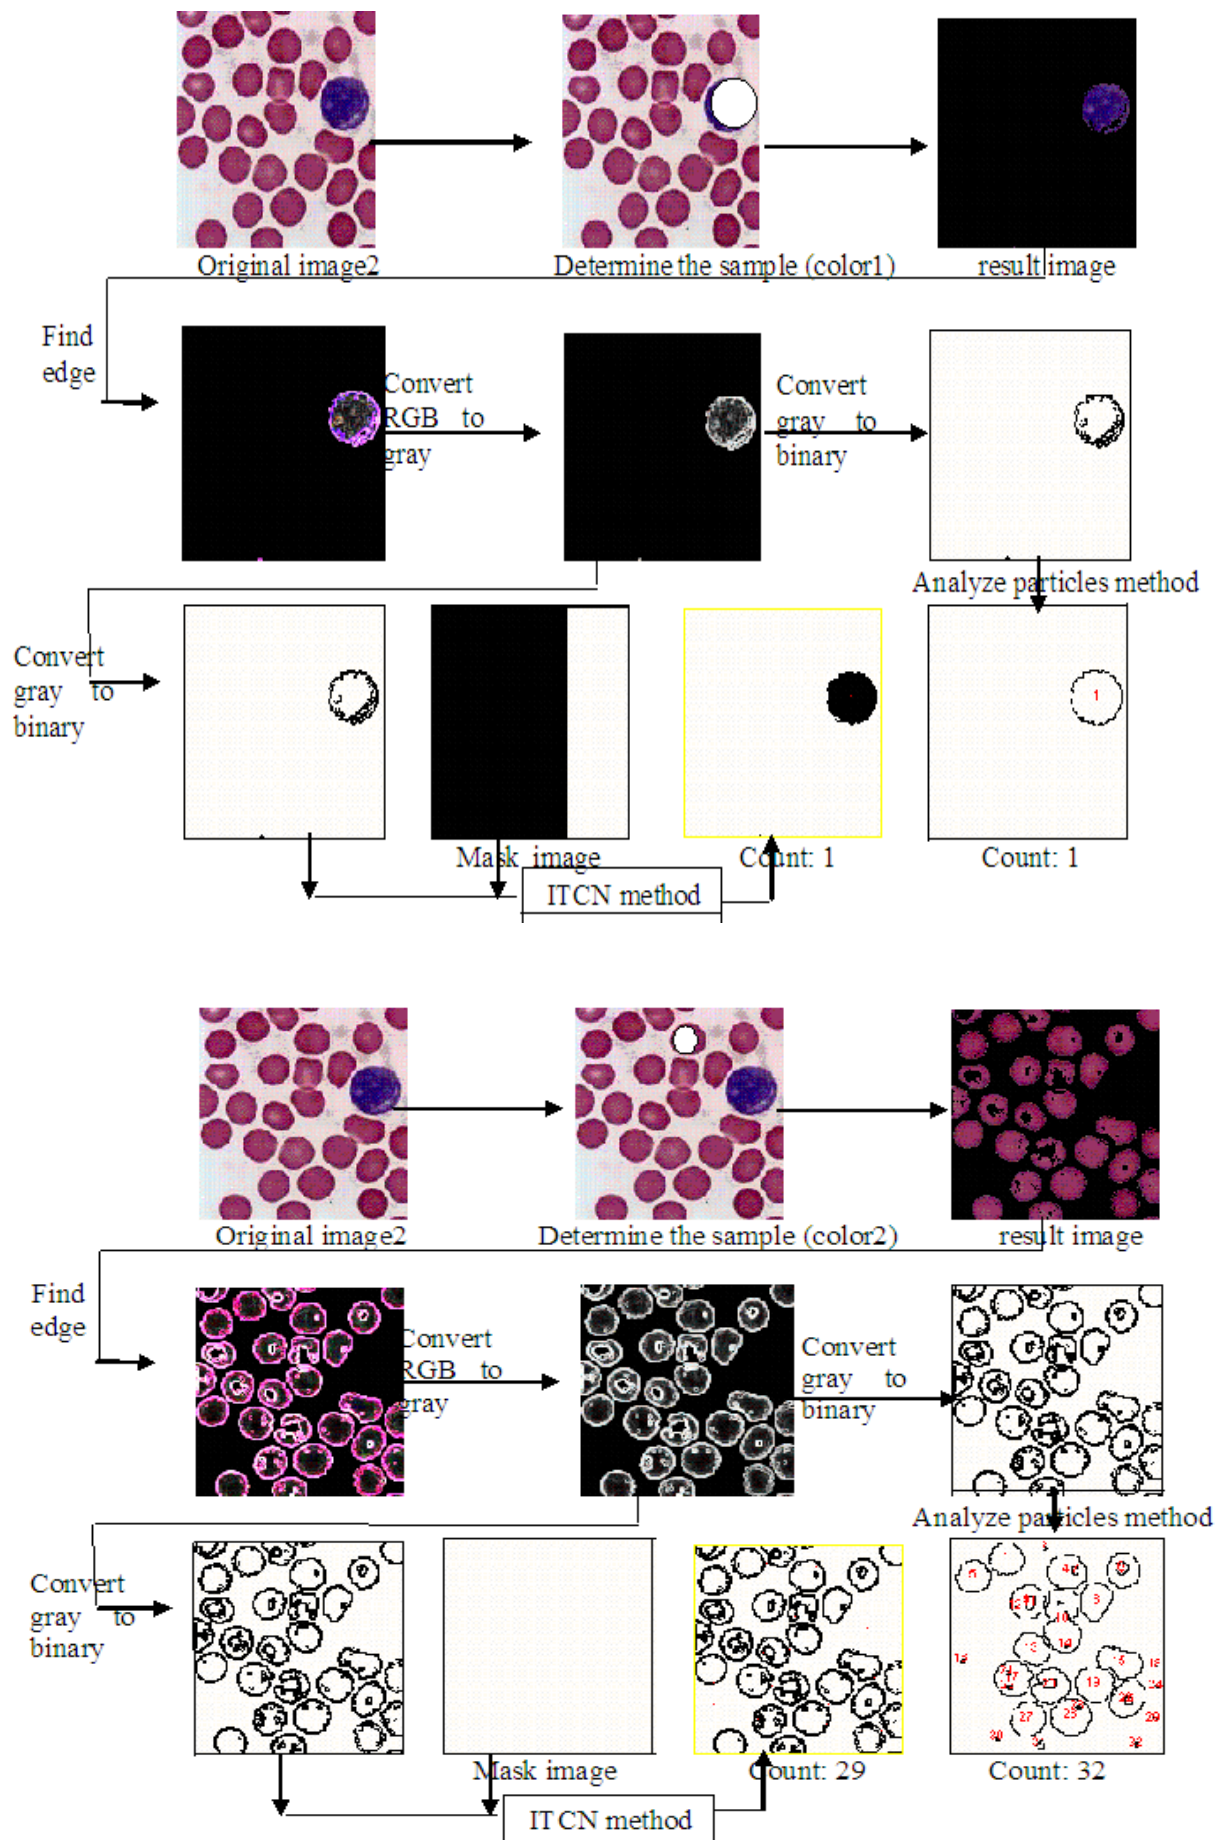 Original image2
Determine the sample (color1)
result image
Find
edge
Convert
RGB to
gray
Convert
gray to
binary
Analyze particles method
Convert
gray to
binary
1
Mask image
Count: 1
Count: 1
ITCN method
Original image2
Determine the sample (color2)
result image
Find
edge
Convert
RGB to
gray
Convert
gray to
binary
Analyze particles method
Convert
gray to
binary
Mask image
Count: 29
Count: 32
ITCN method